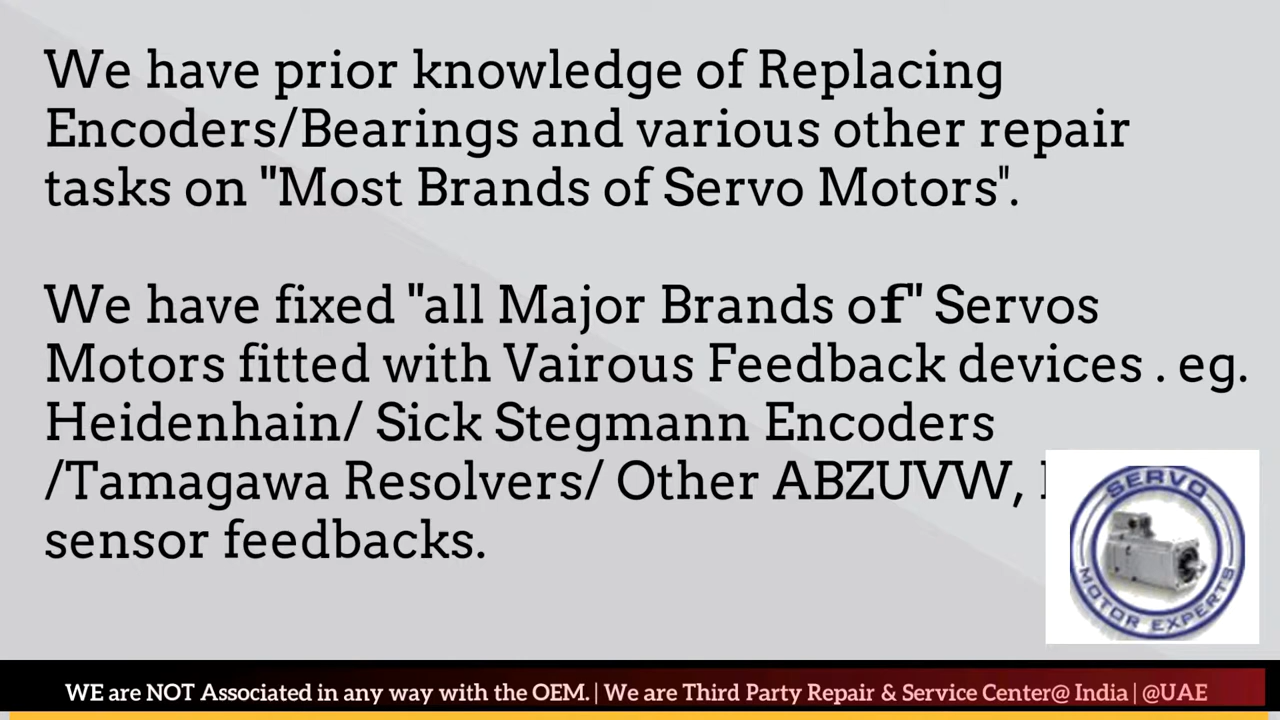 We have prior knowledge of Replacing
Encoders/Bearings and various other repair
tasks on "Most Brands of Servo Motors".
We have fixed "all Major Brands of" Servos
Motors fitted with Vairous Feedback devices . eg.
Heidenhain/ Sick Stegmann Encoders
/Tamagawa Resolvers/ Other ABZUVW,
sensor feedbacks.
SERVO
MOTOR EXPERTS
WE are NOT Associated in any way with the OEM. | We are Third Party Repair & Service Center@ India | @UAE